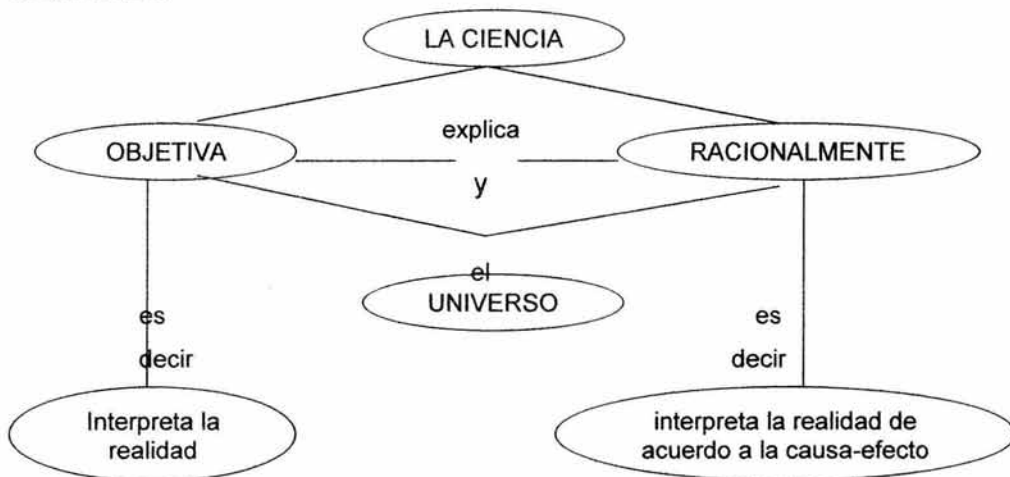 LA CIENCIA
explica
OBJETIVA
RACIONALMENTE
y
el
UNIVERSO
es
decir
es
decir
Interpreta la
realidad
interpreta la realidad de
acuerdo a la causa-efecto